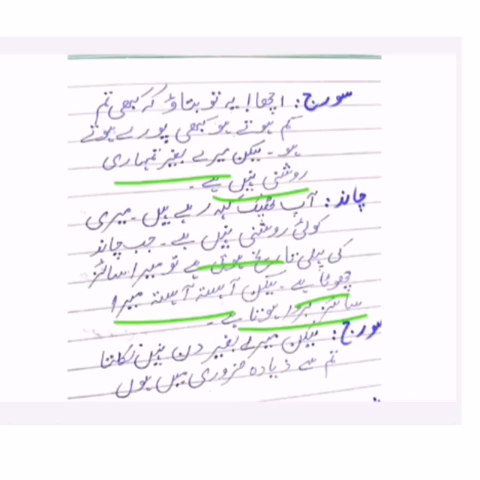 سورج: اچھا! یہ تو بتاؤ کہ کبھی تم
کم ہوتے ہو کبھی پورے ہوتے
ہو۔ لیکن میرے بغیر تمہاری
روشنی نہیں ہے۔
چاند: آپ ٹھیک کہہ رہے ہیں۔ میری
کوئی روشنی نہیں ہے۔ جب چاند
کی پہلی تاریخ ہوتی ہے تو میرا سائز
چھوٹا ہے۔ لیکن آہستہ آہستہ میرا
سائز بڑا ہوتا ہے۔
سورج: لیکن میرے بغیر دن نہیں نکلتا
تم سے زیادہ ضروری میں ہوں